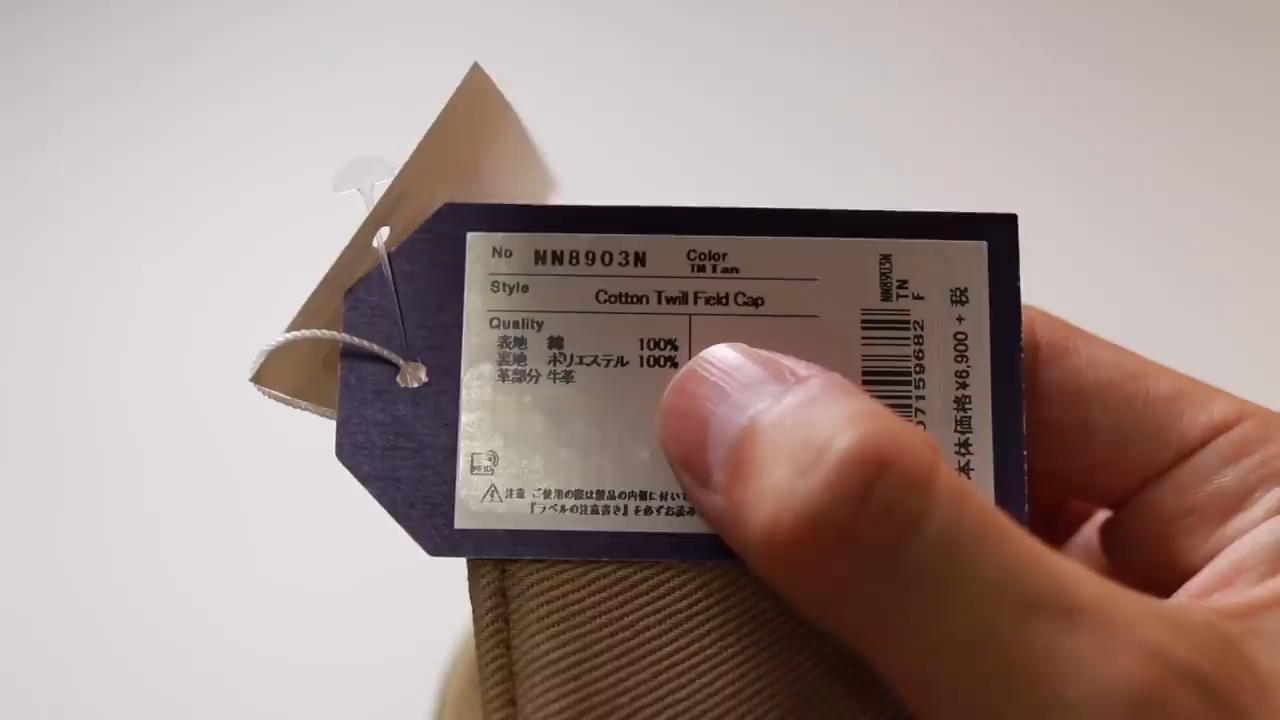 No NN8903N Color TN Tan
Style Cotton Twill Field Cap
Quality
表地 綿 100%
裏地 ポリエステル 100%
革部分 牛革
注意 ご使用の際は製品の内側に付いて
『ラベルの注意書き』を必ずお読み
NN8903N
TN F
07159682
本体価格¥6,900 + 税